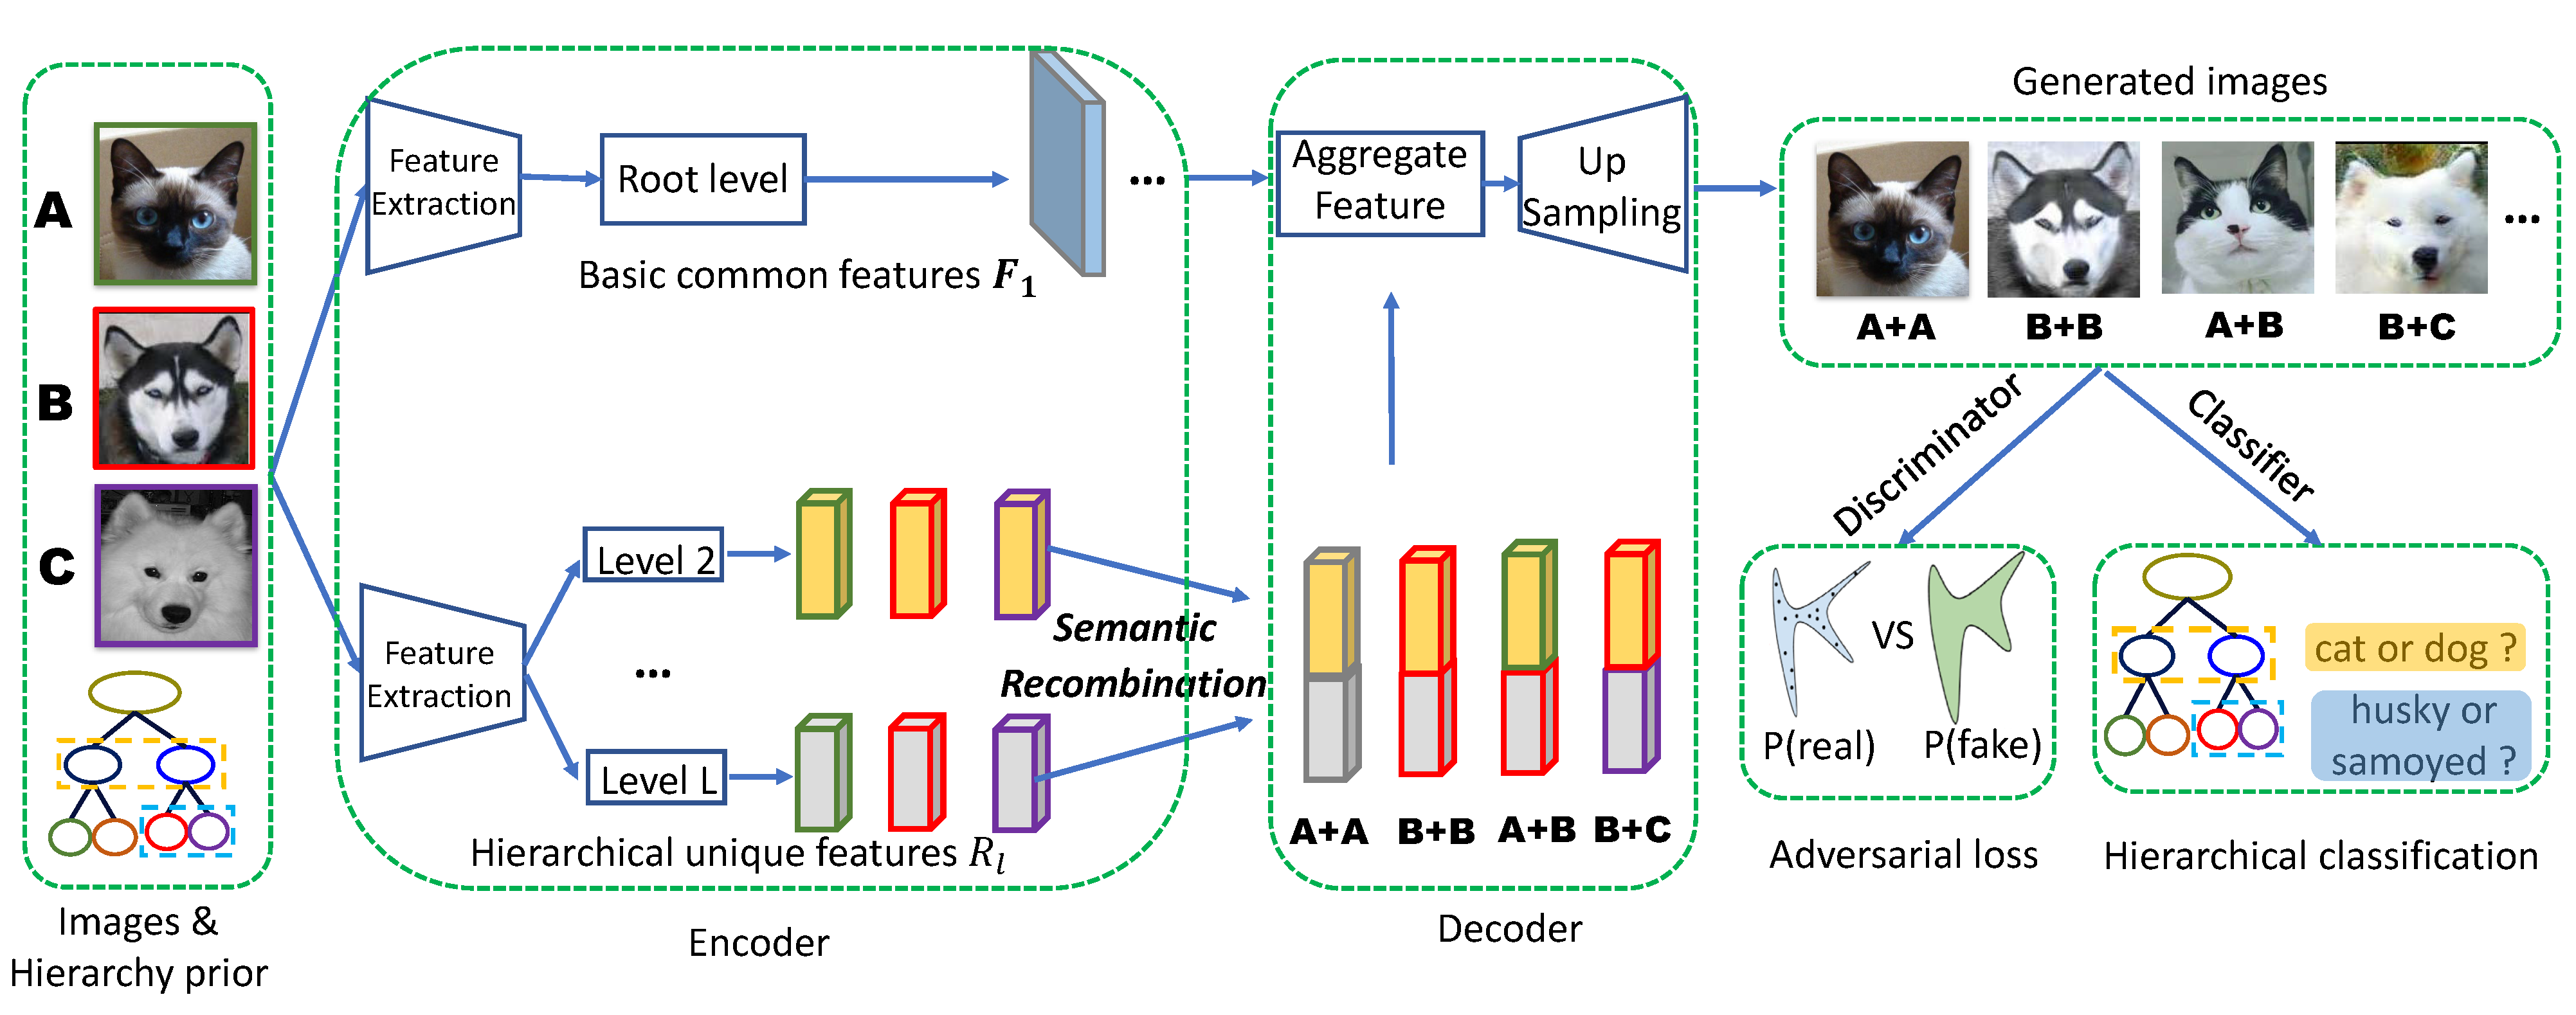 A
B
C
Images &
Hierarchy prior
Feature
Extraction
Root level
Basic common features F1
...
Feature
Extraction
Level 2
...
Level L
Hierarchical unique features Rl
Semantic
Recombination
Encoder
Aggregate
Feature
Up
Sampling
A+A B+B A+B B+C
Decoder
Generated images
...
A+A B+B A+B B+C
Discriminator
Classifier
VS
P(real) P(fake)
Adversarial loss
cat or dog ?
husky or
samoyed ?
Hierarchical classification